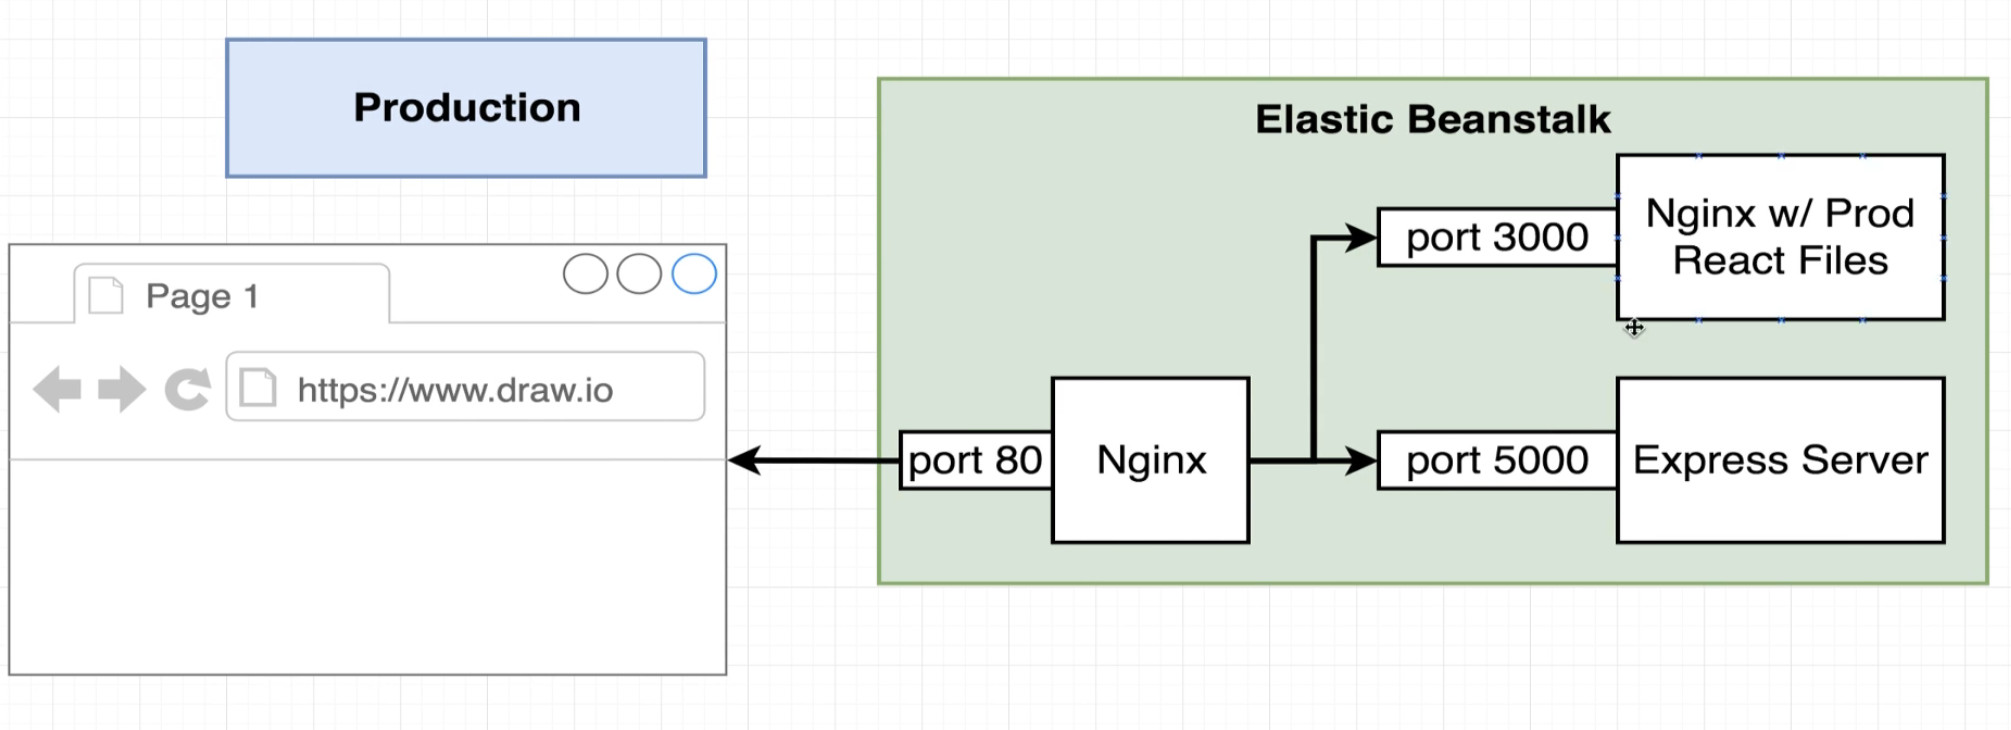 Production
Elastic Beanstalk
Nginx w/ Prod
React Files
port 3000
Page 1
https://www.draw.io
port 80
Nginx
port 5000
Express Server